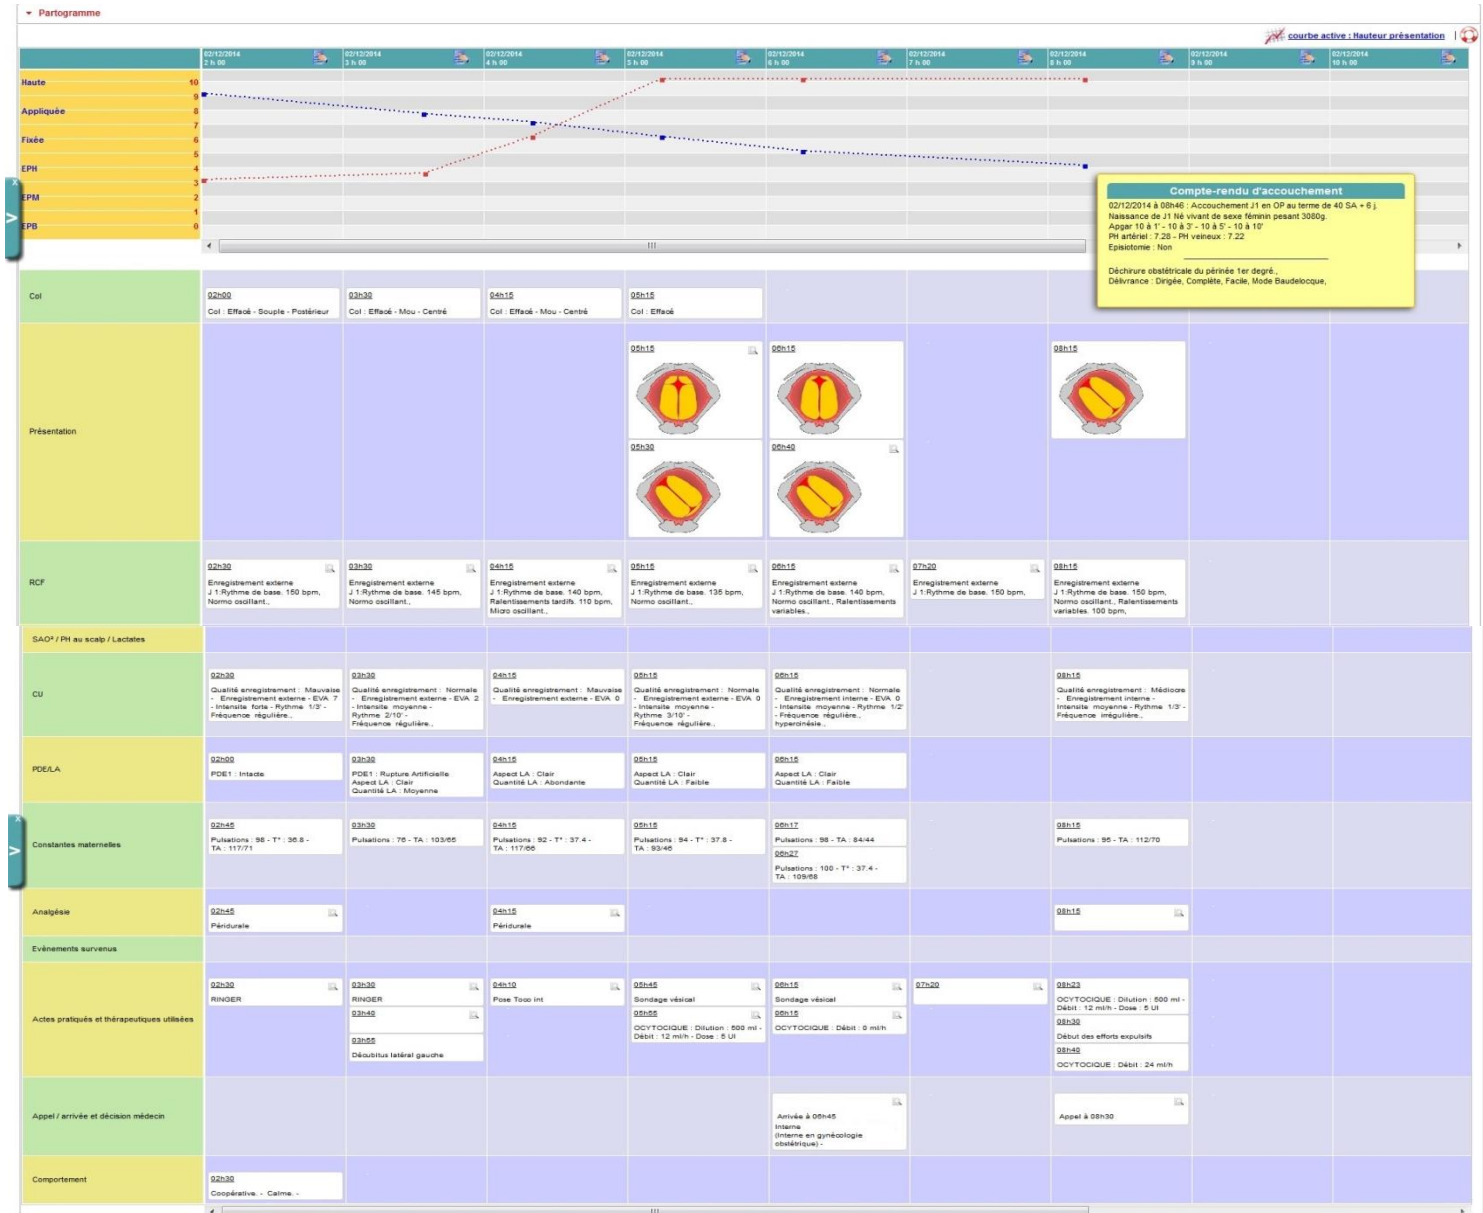 Partogramme
courbe active : Hauteur présentation
02/12/2014 02/12/2014 02/12/2014 02/12/2014 02/12/2014 02/12/2014 02/12/2014 02/12/2014 02/12/2014
2 h 00 3 h 00 4 h 00 5 h 00 6 h 00 7 h 00 8 h 00 9 h 00 10 h 00
Haute 10
9
Appliquée 8
7
Fixée 6
5
EPH 4
3
EPM 2
1
EPB 0
X
>
Compte-rendu d'accouchement
02/12/2014 à 08h46 : Accouchement J1 en OP au terme de 40 SA + 6 j.
Naissance de J1 Né vivant de sexe féminin pesant 3080g.
Apgar 10 à 1' - 10 à 3' - 10 à 5' - 10 à 10'
PH artériel : 7.28 - PH veineux : 7.22
Episiotomie : Non
Déchirure obstétricale du périnée 1er degré.,
Délivrance : Dirigée, Complète, Facile, Mode Baudelocque,
Col
02h00
Col : Effacé - Souple - Postérieur
03h30
Col : Effacé - Mou - Centré
04h15
Col : Effacé - Mou - Centré
05h15
Col : Effacé
Présentation
05h15
05h30
06h15
06h40
08h15
RCF
02h30
Enregistrement externe
J 1:Rythme de base. 150 bpm,
Normo oscillant.,
03h30
Enregistrement externe
J 1:Rythme de base. 145 bpm,
Normo oscillant.,
04h15
Enregistrement externe
J 1:Rythme de base. 140 bpm,
Ralentissements tardifs. 110 bpm,
Micro oscillant.,
05h15
Enregistrement externe
J 1:Rythme de base. 135 bpm,
Normo oscillant.,
06h15
Enregistrement externe
J 1:Rythme de base. 140 bpm,
Normo oscillant., Ralentissements
variables.,
07h20
Enregistrement externe
J 1:Rythme de base. 150 bpm,
08h15
Enregistrement externe
J 1:Rythme de base. 150 bpm,
Normo oscillant., Ralentissements
variables. 100 bpm,
SAO² / PH au scalp / Lactates
CU
02h30
Qualité enregistrement : Mauvaise
- Enregistrement externe - EVA 7
- Intensite forte - Rythme 1/3' -
Fréquence régulière.,
03h30
Qualité enregistrement : Normale
- Enregistrement externe - EVA 2
- Intensite moyenne -
Rythme 2/10' -
Fréquence régulière.,
04h15
Qualité enregistrement : Mauvaise
- Enregistrement externe - EVA 0
05h15
Qualité enregistrement : Normale
- Enregistrement externe - EVA 0
- Intensite moyenne -
Rythme 3/10' -
Fréquence régulière.,
06h15
Qualité enregistrement : Normale
- Enregistrement interne - EVA 0
- Intensite moyenne - Rythme 1/2'
- Fréquence régulière.,
hypercinésie.,
08h15
Qualité enregistrement : Médiocre
- Enregistrement interne -
Intensite moyenne - Rythme 1/3' -
Fréquence irrégulière.,
PDE/LA
02h00
PDE1 : Intacte
03h30
PDE1 : Rupture Artificielle
Aspect LA : Clair
Quantité LA : Moyenne
04h15
Aspect LA : Clair
Quantité LA : Abondante
05h15
Aspect LA : Clair
Quantité LA : Faible
06h15
Aspect LA : Clair
Quantité LA : Faible
X
>
Constantes maternelles
02h45
Pulsations : 98 - T° : 36.8 -
TA : 117/71
03h30
Pulsations : 76 - TA : 103/65
04h15
Pulsations : 92 - T° : 37.4 -
TA : 117/66
05h15
Pulsations : 94 - T° : 37.8 -
TA : 93/46
06h17
Pulsations : 98 - TA : 84/44
06h27
Pulsations : 100 - T° : 37.4 -
TA : 109/68
08h15
Pulsations : 95 - TA : 112/70
Analgésie
02h45
Péridurale
04h15
Péridurale
08h15
Evènements survenus
Actes pratiqués et thérapeutiques utilisées
02h30
RINGER
03h30
RINGER
03h40
03h55
Décubitus latéral gauche
04h10
Pose Toco int
05h45
Sondage vésical
05h55
OCYTOCIQUE : Dilution : 500 ml -
Débit : 12 ml/h - Dose : 5 UI
06h15
Sondage vésical
06h15
OCYTOCIQUE : Débit : 0 ml/h
07h20
08h23
OCYTOCIQUE : Dilution : 500 ml -
Débit : 12 ml/h - Dose : 5 UI
08h30
Début des efforts expulsifs
08h40
OCYTOCIQUE : Débit : 24 ml/h
Appel / arrivée et décision médecin
Arrivée à 06h45
Interne
(Interne en gynécologie
obstétrique) -
Appel à 08h30
Comportement
02h30
Coopérative. - Calme. -